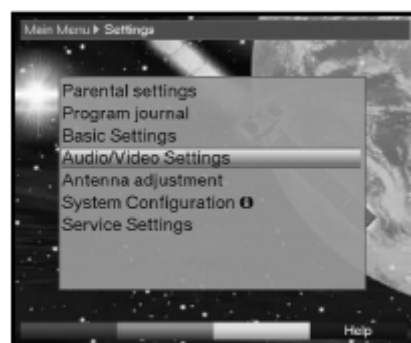 Main Menu▶Settings
Parental settings
Program journal
Basic Settings
Audio/Video Settings
Antenna adjustment
System Configuration ❶
Service Settings
Help